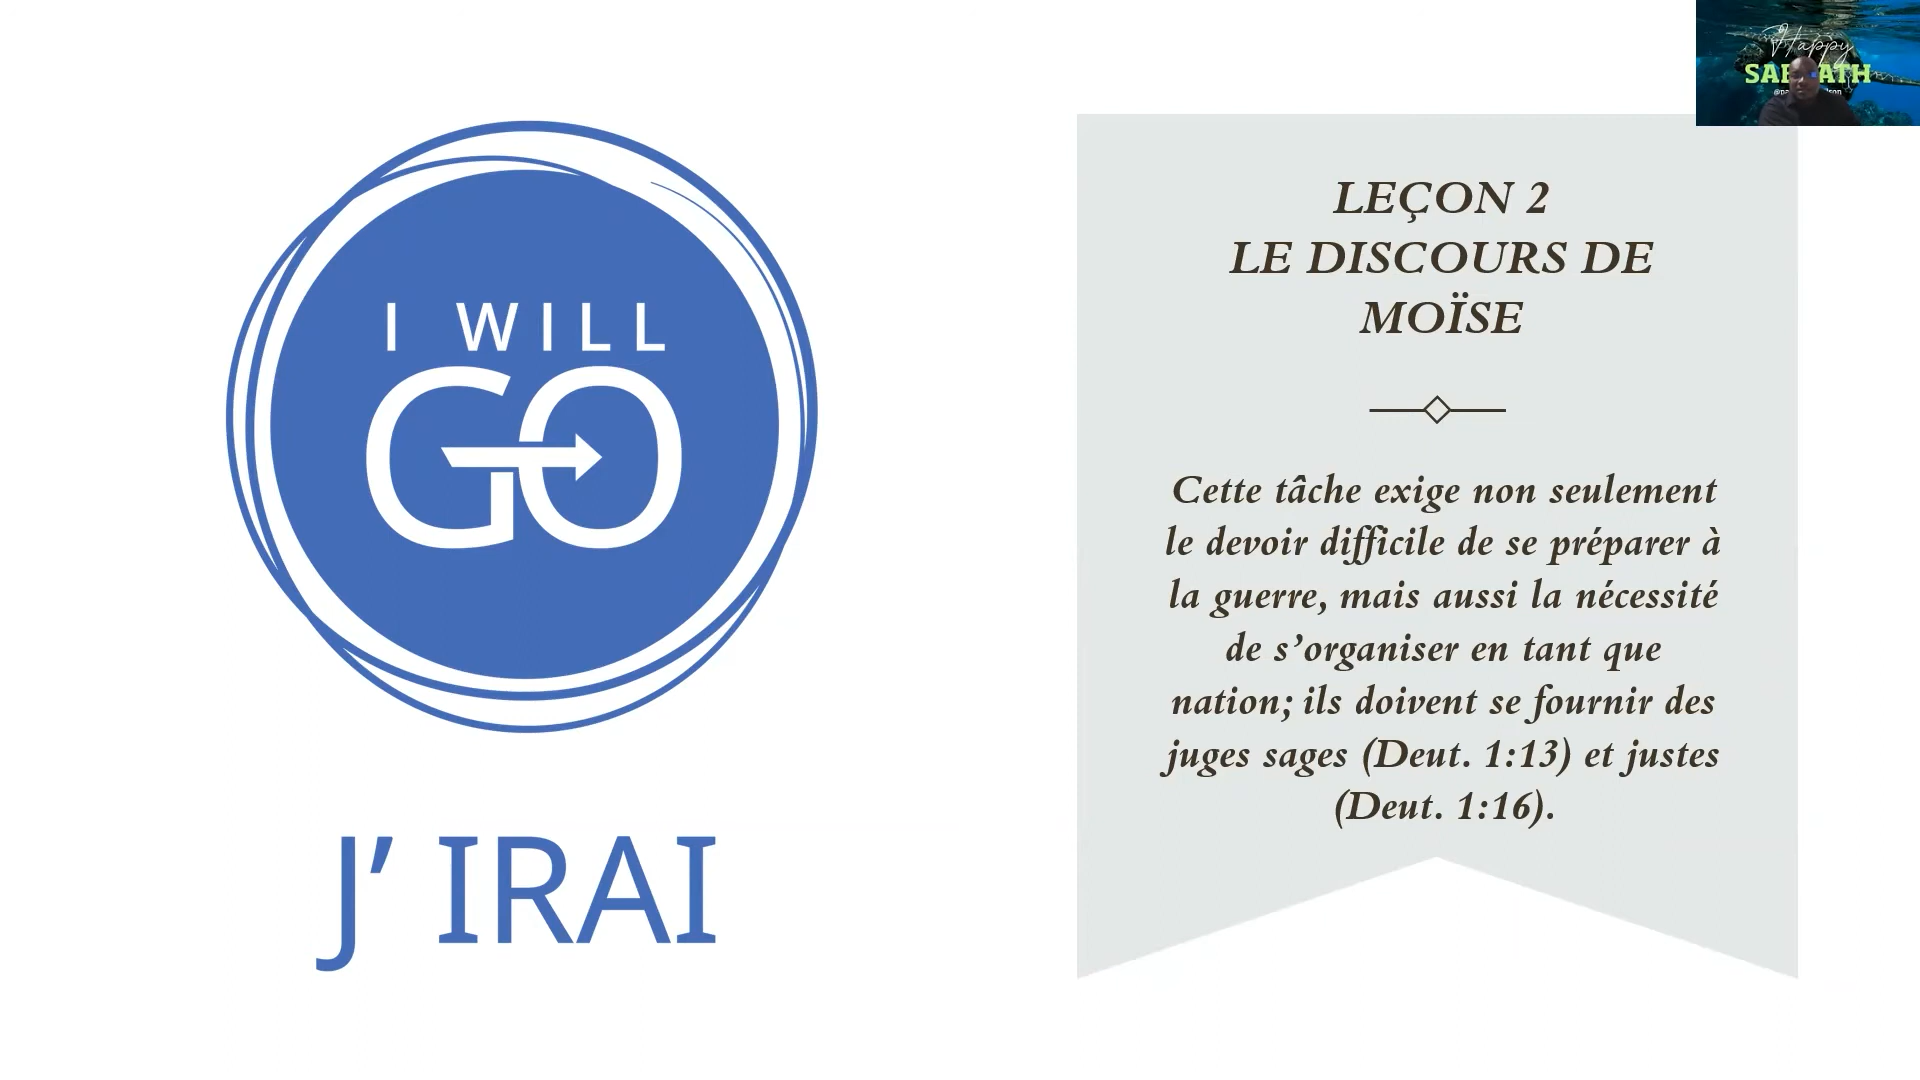 I WILL
GO
J’ IRAI
LEÇON 2
LE DISCOURS DE
MOÏSE
Cette tâche exige non seulement
le devoir difficile de se préparer à
la guerre, mais aussi la nécessité
de s’organiser en tant que
nation; ils doivent se fournir des
juges sages (Deut. 1:13) et justes
(Deut. 1:16).
Happy